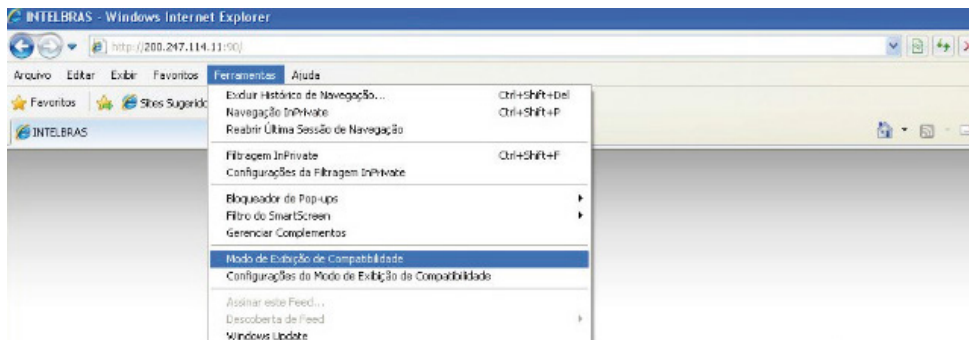 INTELBRAS - Windows Internet Explorer
http://200.247.114.11:90/
Arquivo Editar Exibir Favoritos Ferramentas Ajuda
Favoritos Sites Sugerido
INTELBRAS
Excluir Histórico de Navegação... Ctrl+Shift+Del
Navegação InPrivate Ctrl+Shift+P
Reabrir Última Sessão de Navegação
Filtragem InPrivate Ctrl+Shift+F
Configurações da Filtragem InPrivate
Bloqueador de Pop-ups
Filtro do SmartScreen
Gerenciar Complementos
Modo de Exibição de Compatibilidade
Configurações do Modo de Exibição de Compatibilidade
Assinar este Feed...
Descoberta de Feed
Windows Update